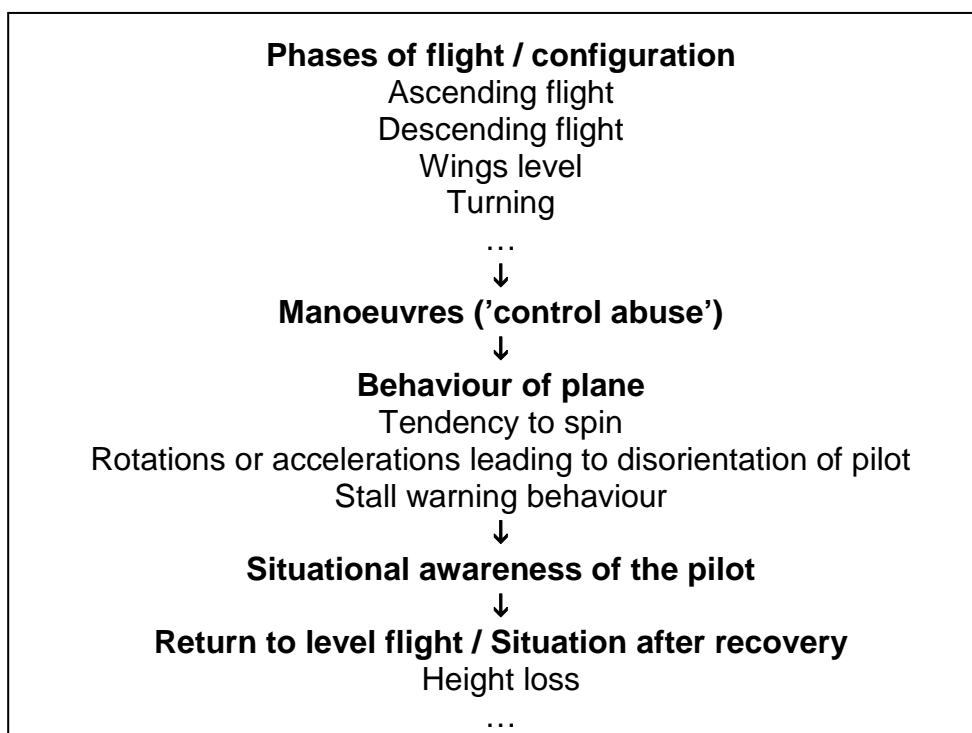 Phases of flight / configuration
Ascending flight
Descending flight
Wings level
Turning
…
↓
Manoeuvres (’control abuse’)
↓
Behaviour of plane
Tendency to spin
Rotations or accelerations leading to disorientation of pilot
Stall warning behaviour
↓
Situational awareness of the pilot
↓
Return to level flight / Situation after recovery
Height loss
…